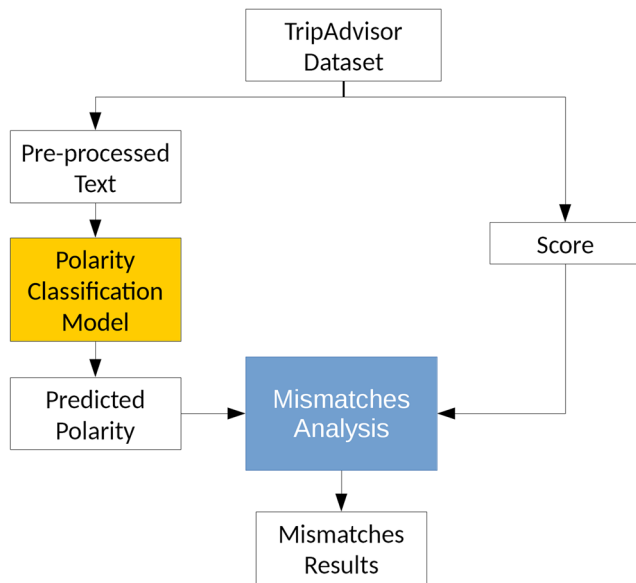 TripAdvisor
Dataset
Pre-processed
Text
Score
Polarity
Classification
Model
Predicted
Polarity
Mismatches
Analysis
Mismatches
Results